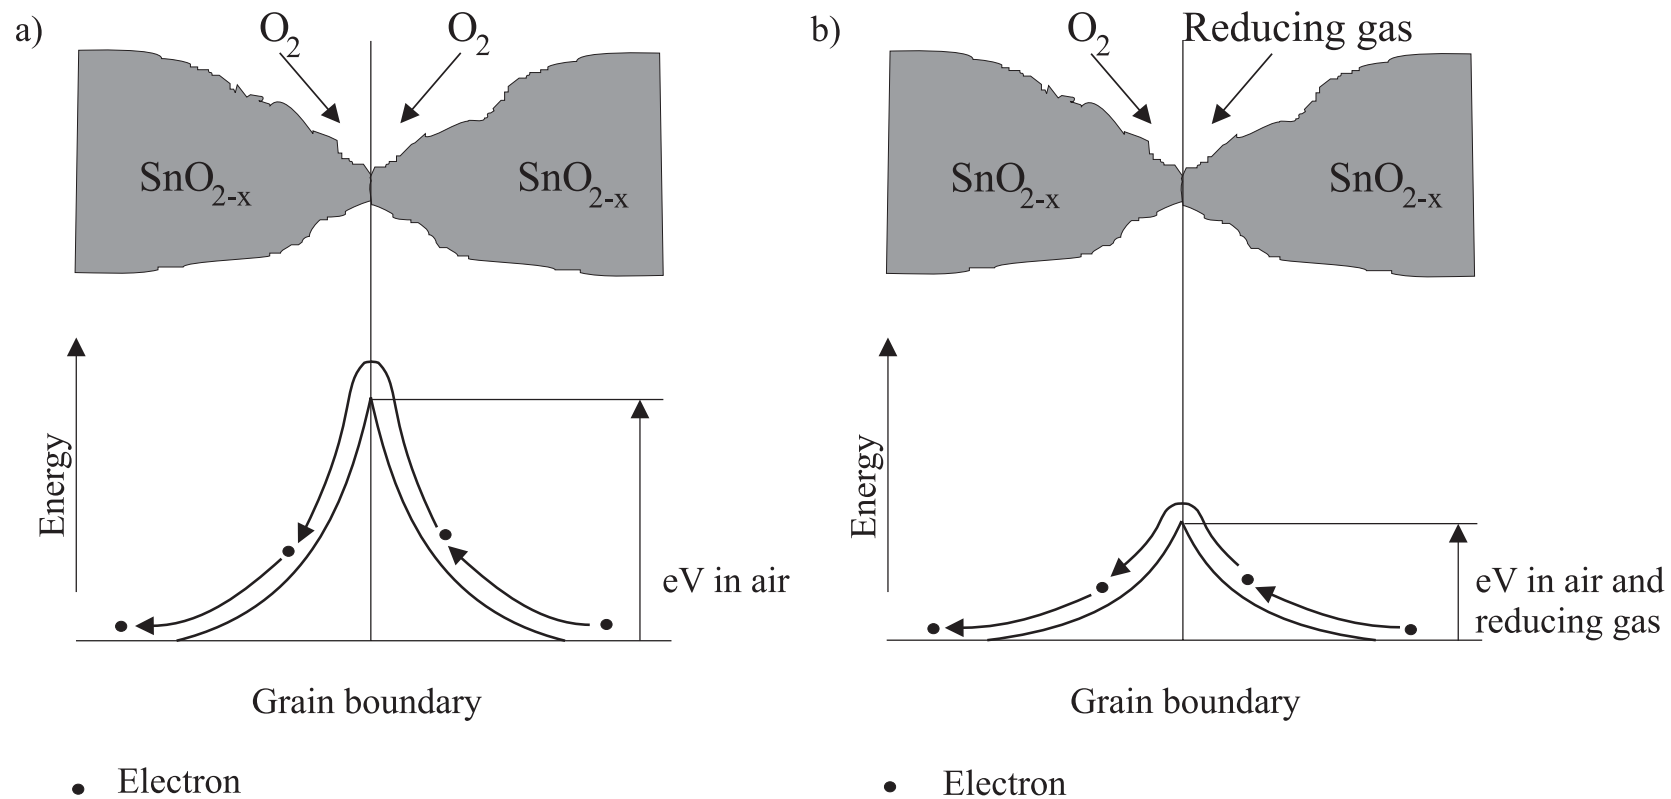 a)
O2
O2
SnO2-x
SnO2-x
Energy
eV in air
Grain boundary
Electron
b)
O2
Reducing gas
SnO2-x
SnO2-x
Energy
eV in air and
reducing gas
Grain boundary
Electron